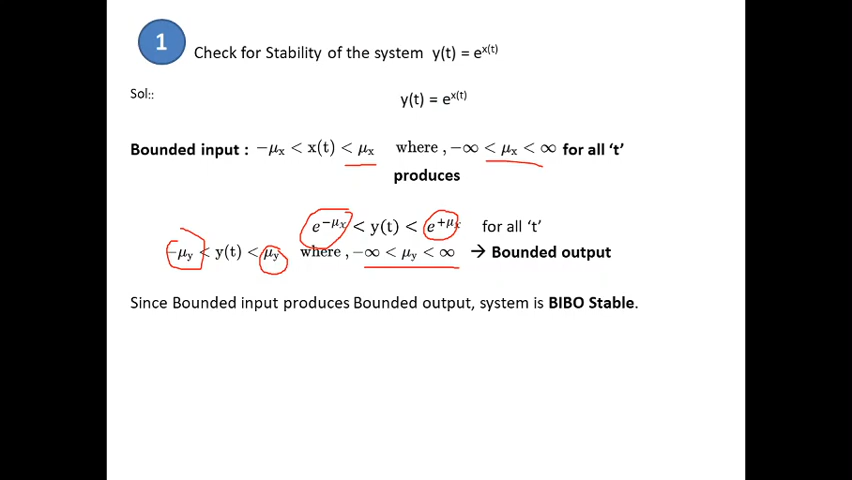 1
Check for Stability of the system y(t) = e^x(t)
Sol::
y(t) = e^x(t)
Bounded input : −μx < x(t) < μx where , −∞ < μx < ∞ for all ‘t’
produces
e^−μx < y(t) < e^+μx for all ‘t’
−μy < y(t) < μy where , −∞ < μy < ∞ → Bounded output
Since Bounded input produces Bounded output, system is BIBO Stable.